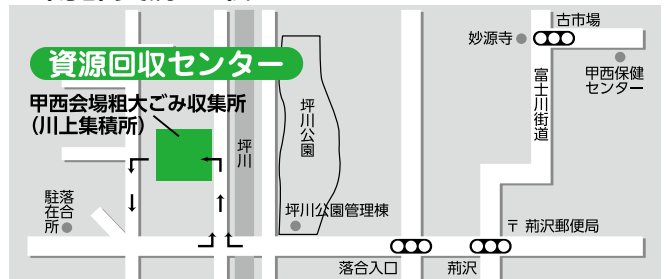 資源回収センター
甲西会場粗大ごみ収集所
（川上集積所）
坪川
坪川公園
妙源寺
古市場
甲西保健
センター
富士川街道
駐落
在合
所
坪川公園管理棟
〒 荊沢郵便局
落合入口
荊沢